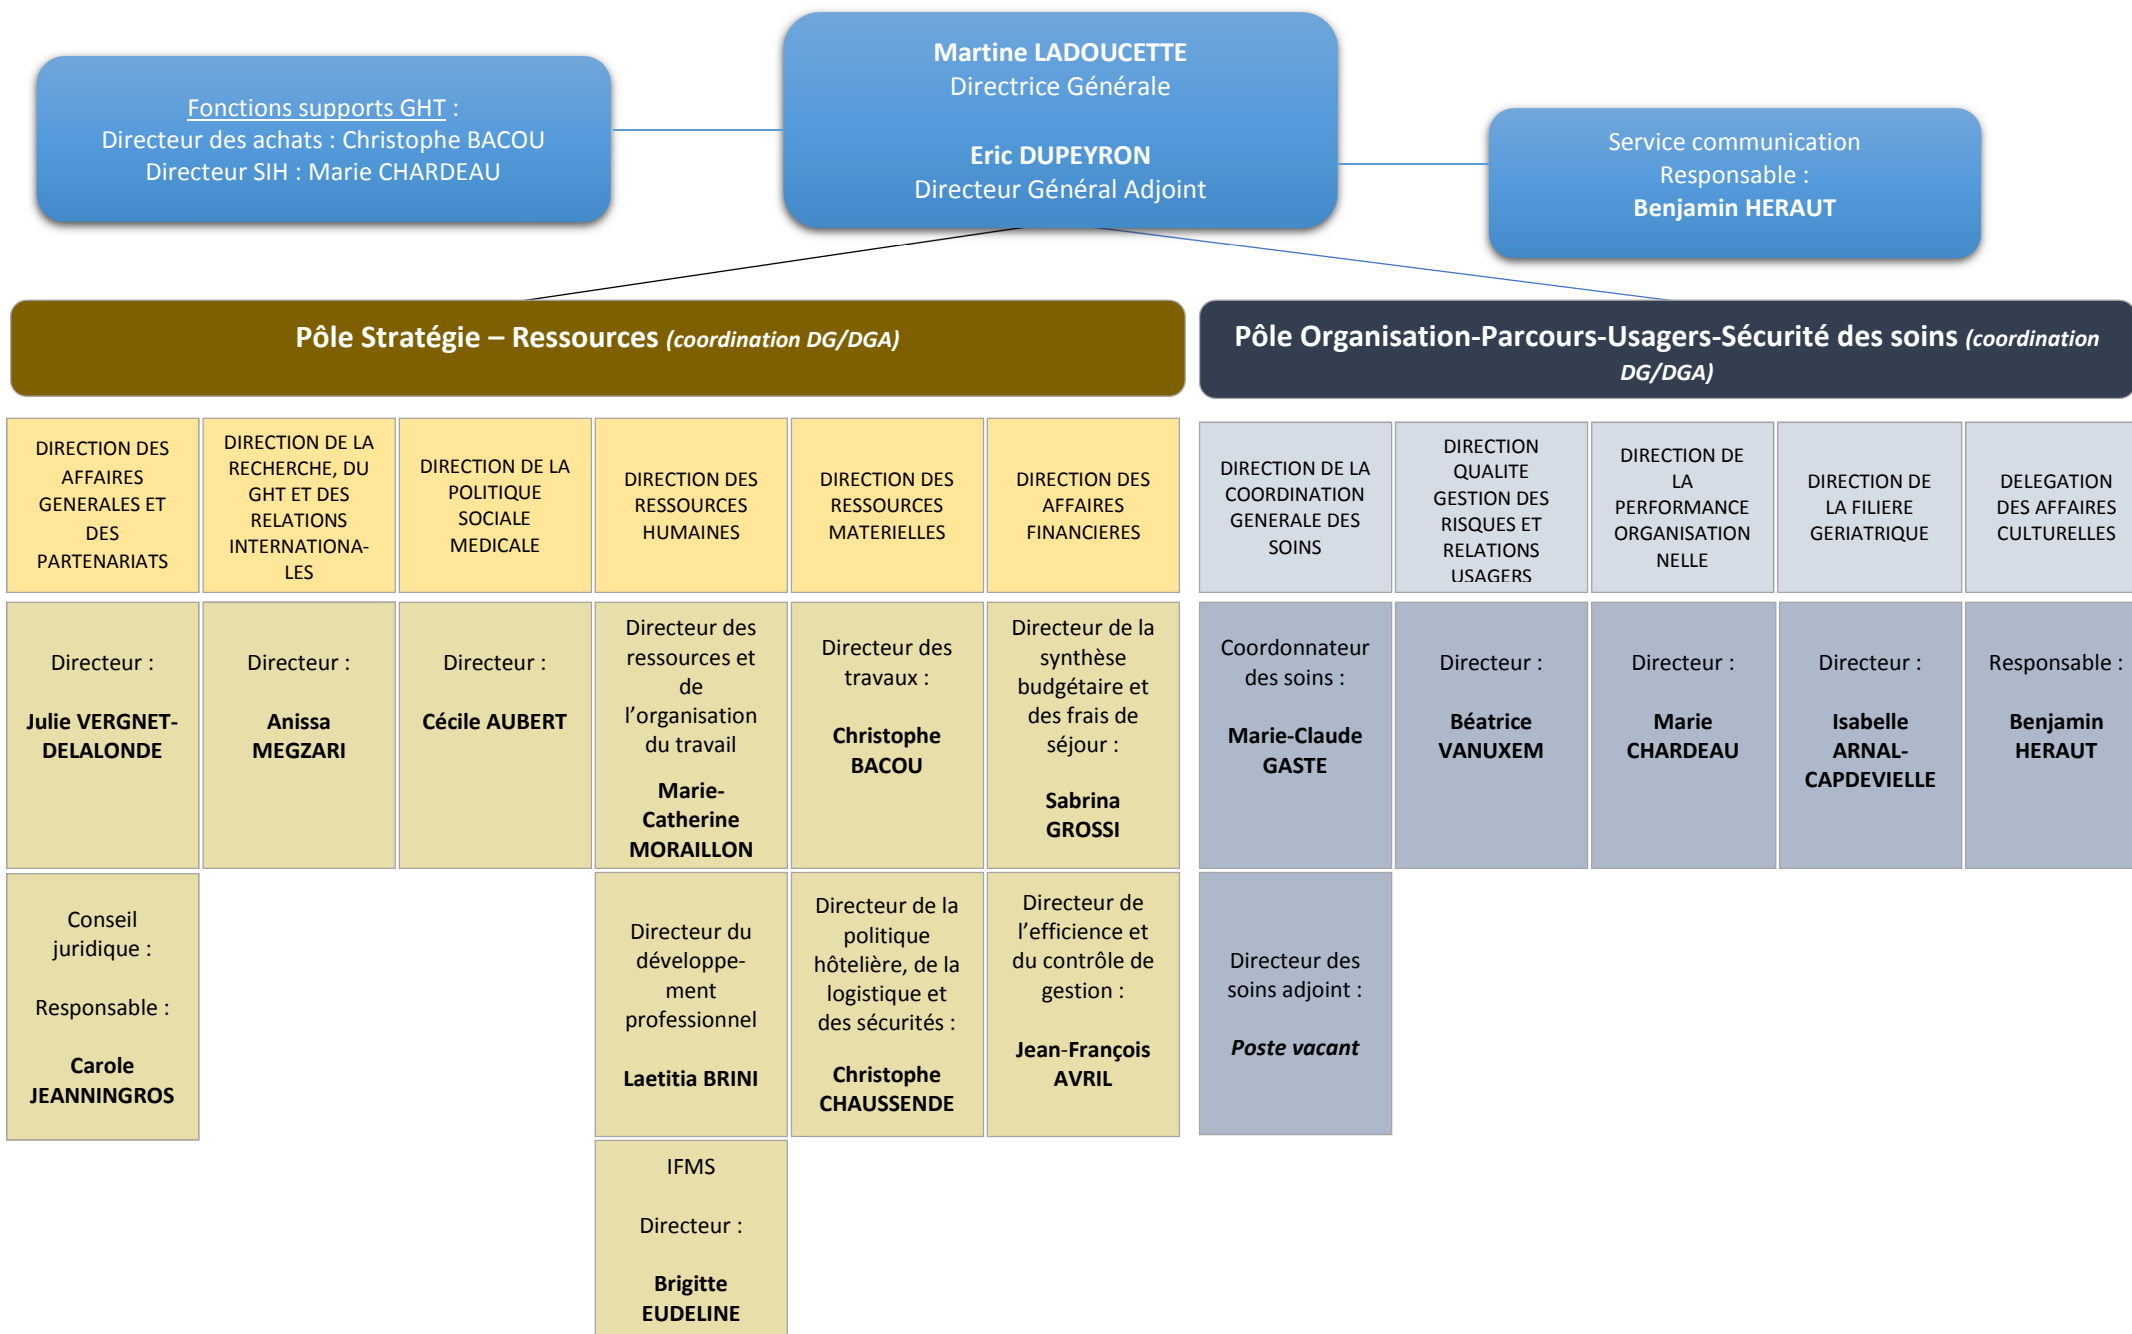 Martine LADOUCETTE
Directrice Générale
Eric DUPEYRON
Directeur Général Adjoint
Fonctions supports GHT :
Directeur des achats : Christophe BACOU
Directeur SIH : Marie CHARDEAU
Service communication
Responsable :
Benjamin HERAUT
Pôle Stratégie – Ressources (coordination DG/DGA)
Pôle Organisation-Parcours-Usagers-Sécurité des soins (coordination
DG/DGA)
DIRECTION DES
AFFAIRES
GENERALES ET
DES
PARTENARIATS
DIRECTION DE LA
RECHERCHE, DU
GHT ET DES
RELATIONS
INTERNATIONA-
LES
DIRECTION DE LA
POLITIQUE
SOCIALE
MEDICALE
DIRECTION DES
RESSOURCES
HUMAINES
DIRECTION DES
RESSOURCES
MATERIELLES
DIRECTION DES
AFFAIRES
FINANCIERES
DIRECTION DE LA
COORDINATION
GENERALE DES
SOINS
DIRECTION
QUALITE
GESTION DES
RISQUES ET
RELATIONS
USAGERS
DIRECTION DE
LA
PERFORMANCE
ORGANISATION
NELLE
DIRECTION DE
LA FILIERE
GERIATRIQUE
DELEGATION
DES AFFAIRES
CULTURELLES
Directeur :
Julie VERGNET-
DELALONDE
Directeur :
Anissa
MEGZARI
Directeur :
Cécile AUBERT
Directeur des
ressources et
de
l’organisation
du travail
Marie-
Catherine
MORAILLON
Directeur des
travaux :
Christophe
BACOU
Directeur de la
synthèse
budgétaire et
des frais de
séjour :
Sabrina
GROSSI
Coordonnateur
des soins :
Marie-Claude
GASTE
Directeur :
Béatrice
VANUXEM
Directeur :
Marie
CHARDEAU
Directeur :
Isabelle
ARNAL-
CAPDEVIELLE
Responsable :
Benjamin
HERAUT
Conseil
juridique :
Responsable :
Carole
JEANNINGROS
Directeur du
développe-
ment
professionnel
Laetitia BRINI
Directeur de la
politique
hôtelière, de la
logistique et
des sécurités :
Christophe
CHAUSSENDE
Directeur de
l’efficience et
du contrôle de
gestion :
Jean-François
AVRIL
Directeur des
soins adjoint :
Poste vacant
IFMS
Directeur :
Brigitte
EUDELINE